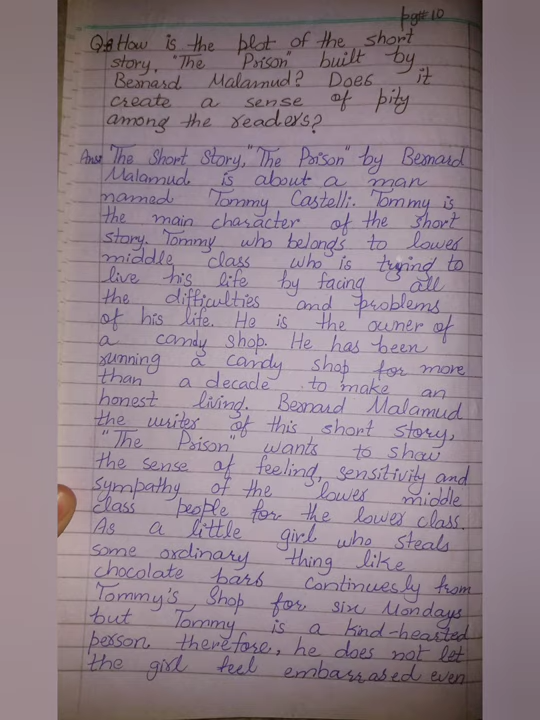 pg# 10
Q8 How is the plot of the short
story, "The Prison" built by
Bernard Malamud? Does it
create a sense of pity
among the readers?
Ans: The Short Story, "The Prison" by Bernard
Malamud is about a man
named Tommy Castelli. Tommy is
the main character of the short
story. Tommy who belongs to lower
middle class who is trying to
live his life by facing all
the difficulties and problems
of his life. He is the owner of
a candy shop. He has been
running a candy shop for more
than a decade to make an
honest living. Bernard Malamud
the writer of this short story,
"The Prison" wants to show
the sense of feeling, sensitivity and
sympathy of the lower middle
class people for the lower class.
As a little girl who steals
some ordinary thing like
chocolate bars continuesly from
Tommy's Shop for six Mondays
but Tommy is a kind-hearted
person therefore, he does not let
the girl feel embarrased even